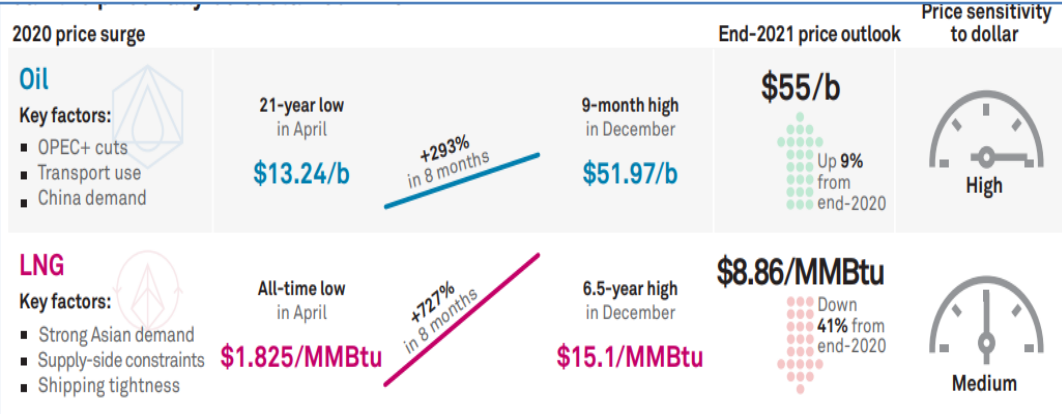 2020 price surge
End-2021 price outlook
Price sensitivity
to dollar
Oil
Key factors:
▪ OPEC+ cuts
▪ Transport use
▪ China demand
21-year low
in April
$13.24/b
+293%
in 8 months
9-month high
in December
$51.97/b
$55/b
Up 9%
from
end-2020
High
LNG
Key factors:
▪ Strong Asian demand
▪ Supply-side constraints
▪ Shipping tightness
All-time low
in April
$1.825/MMBtu
+727%
in 8 months
6.5-year high
in December
$15.1/MMBtu
$8.86/MMBtu
Down
41% from
end-2020
Medium